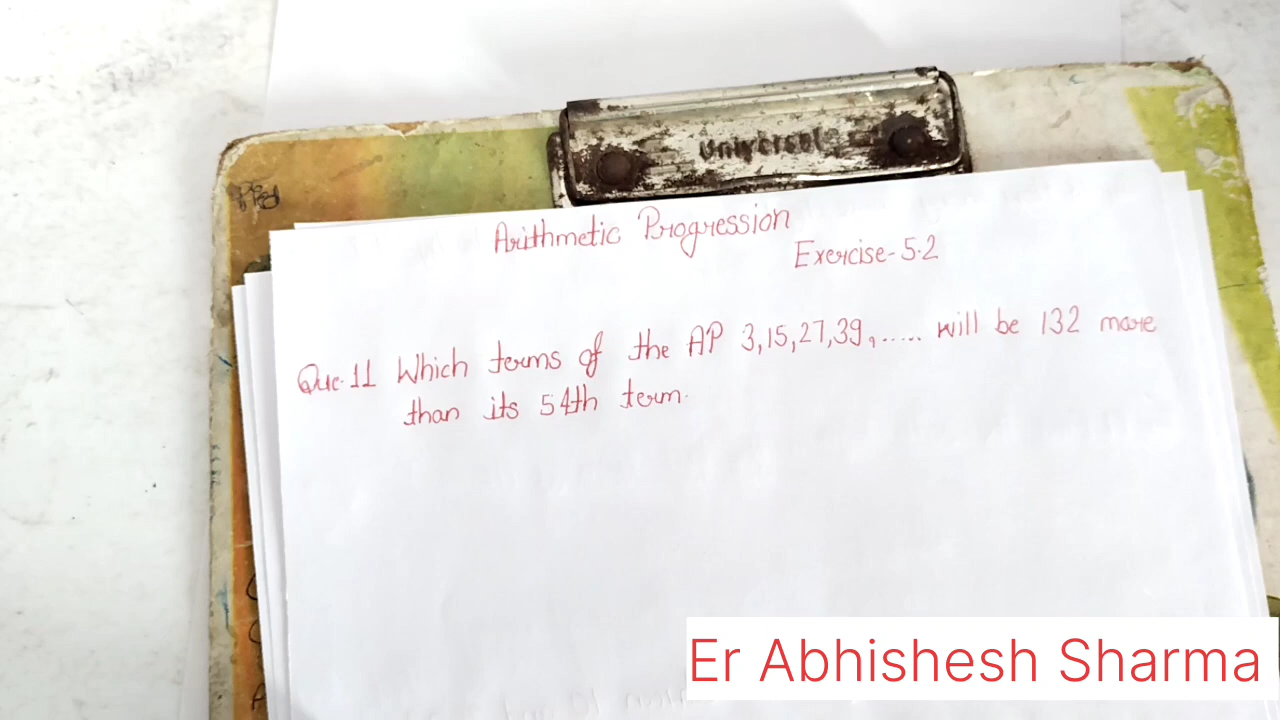 Universal
Arithmetic Progression
Exercise-5.2
Que.11 Which terms of the AP 3,15,27,39,...... will be 132 more
than its 54th term.
Er Abhishesh Sharma